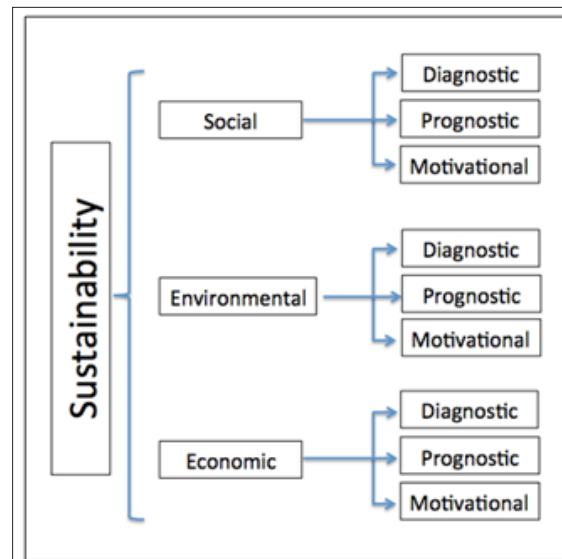 Sustainability
Social
Diagnostic
Prognostic
Motivational
Environmental
Diagnostic
Prognostic
Motivational
Economic
Diagnostic
Prognostic
Motivational